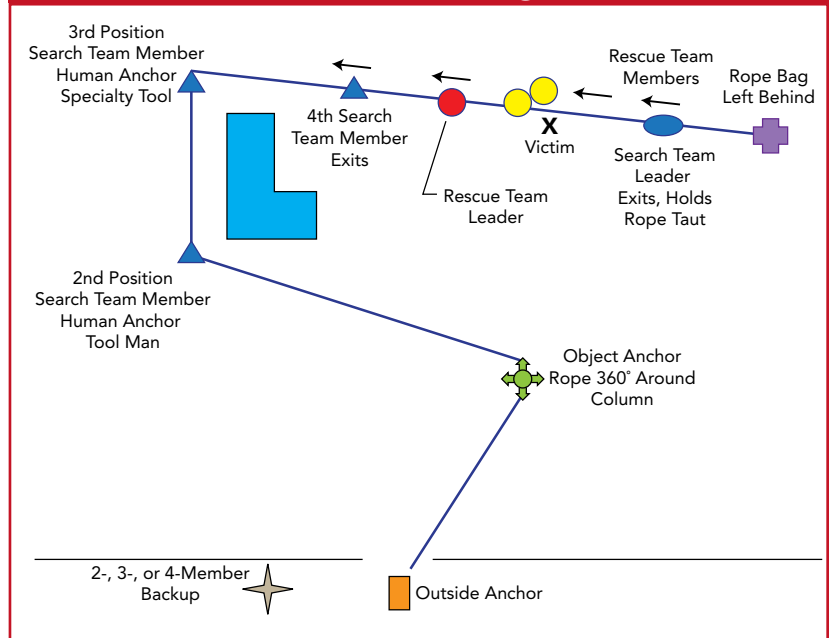 3rd Position
Search Team Member
Human Anchor
Specialty Tool
4th Search
Team Member
Exits
Rescue Team
Leader
X
Victim
Rescue Team
Members
Search Team
Leader
Exits, Holds
Rope Taut
Rope Bag
Left Behind
2nd Position
Search Team Member
Human Anchor
Tool Man
Object Anchor
Rope 360° Around
Column
2-, 3-, or 4-Member
Backup
Outside Anchor